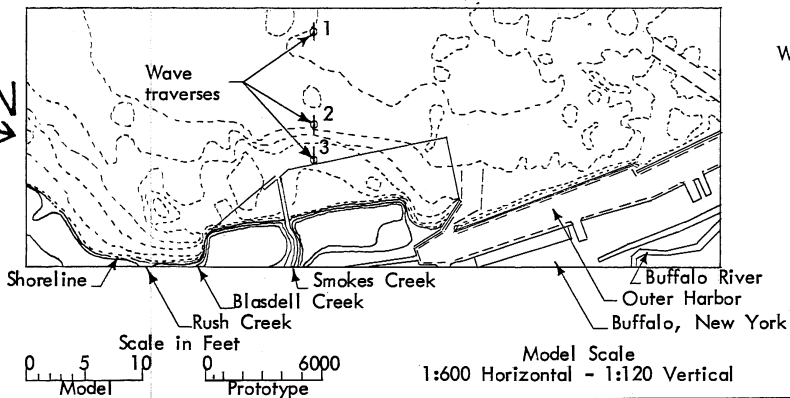 1
W
Wave
traverses
2
3
Shoreline
Smokes Creek
Buffalo River
Blasdell Creek
Outer Harbor
Rush Creek
Buffalo, New York
Scale in Feet
0 5 10 0 6000
Model Prototype
Model Scale
1:600 Horizontal - 1:120 Vertical